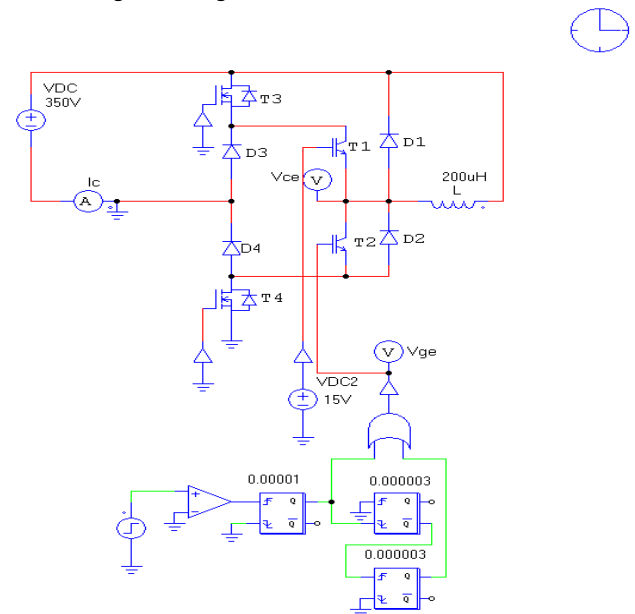 VDC
350V
T3
D3
T1
D1
Vce
V
200uH
L
Ic
A
D4
T2
D2
T4
V
Vge
VDC2
15V
0.00001
0.000003
Q
Q
Q
Q
0.000003
Q
Q